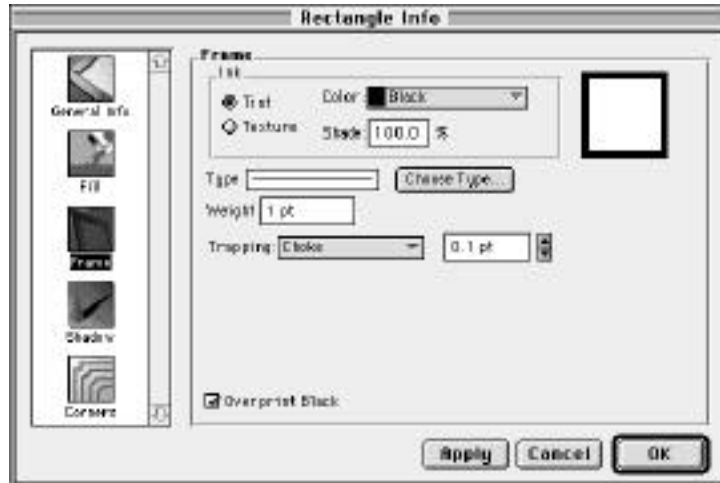 Rectangle Info
General Info
Fill
Frame
Shadow
Corners
Frame
Ink
Tint
Texture
Color: Black
Shade: 100.0 %
Type
Choose Type...
Weight 1 pt
Trapping: Choke 0.1 pt
Overprint Black
Apply Cancel OK